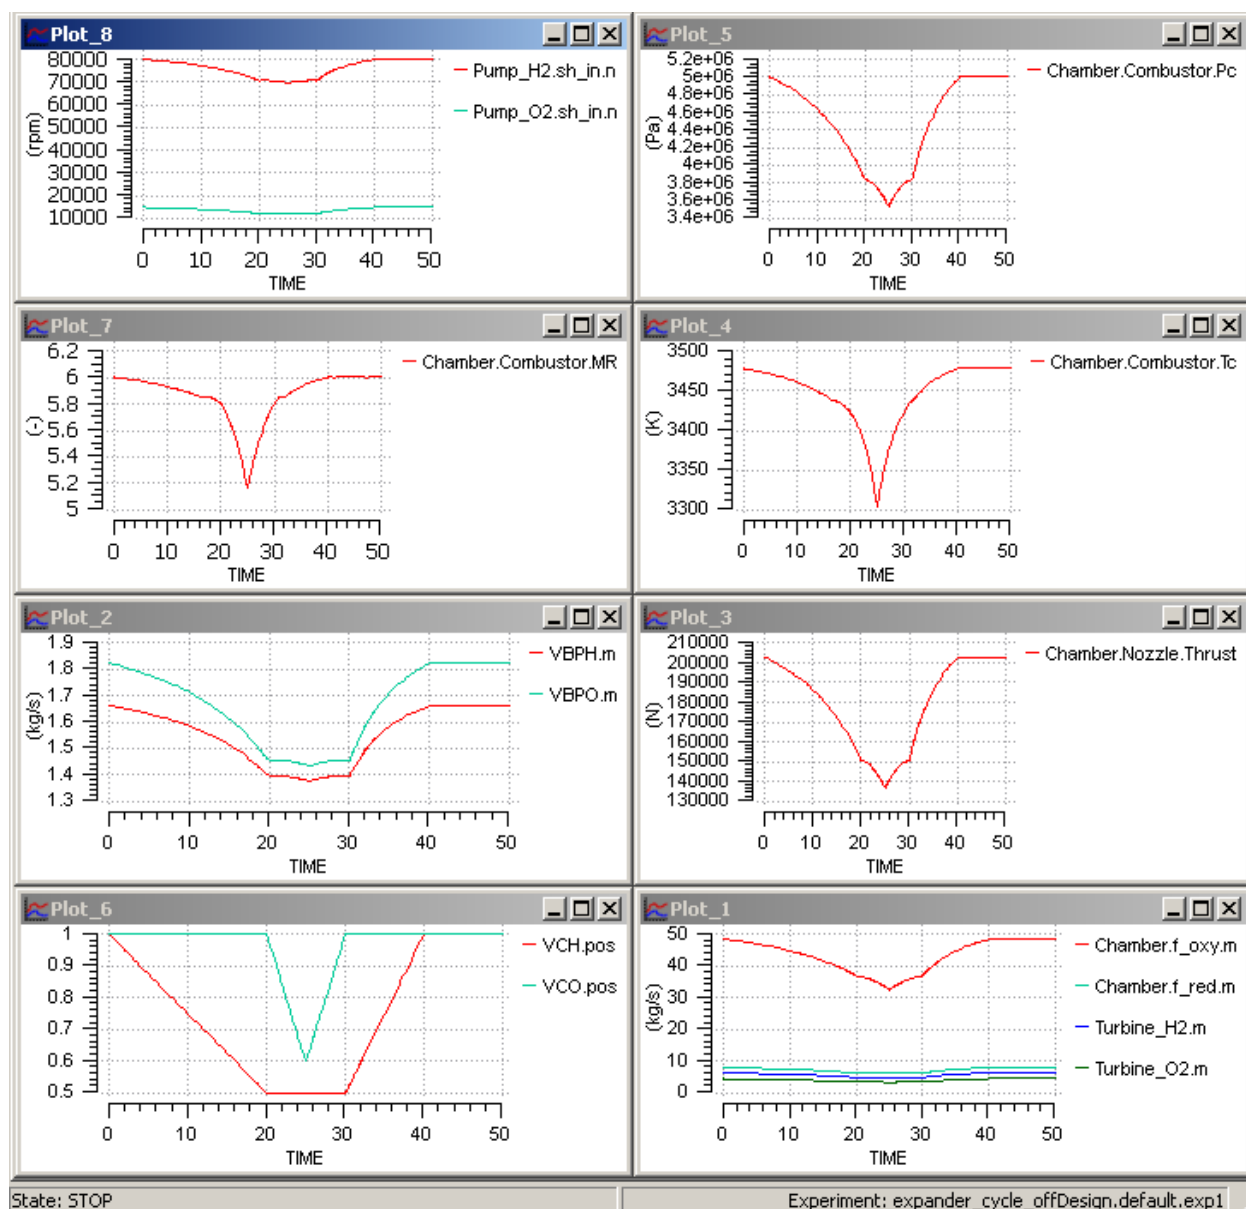 Plot_8
80000
70000
60000
50000
40000
30000
20000
10000
(rpm)
0 10 20 30 40 50
TIME
Pump_H2.sh_in.n
Pump_O2.sh_in.n
Plot_5
5.2e+06
5e+06
4.8e+06
4.6e+06
4.4e+06
4.2e+06
4e+06
3.8e+06
3.6e+06
3.4e+06
(Pa)
0 10 20 30 40 50
TIME
Chamber.Combustor.Pc
Plot_7
6.2
6
5.8
5.6
5.4
5.2
5
(-)
0 10 20 30 40 50
TIME
Chamber.Combustor.MR
Plot_4
3500
3450
3400
3350
3300
(K)
0 10 20 30 40 50
TIME
Chamber.Combustor.Tc
Plot_2
1.9
1.8
1.7
1.6
1.5
1.4
1.3
(kg/s)
0 10 20 30 40 50
TIME
VBPH.m
VBPO.m
Plot_3
210000
200000
190000
180000
170000
160000
150000
140000
130000
(N)
0 10 20 30 40 50
TIME
Chamber.Nozzle.Thrust
Plot_6
1
0.9
0.8
0.7
0.6
0.5
0 10 20 30 40 50
TIME
VCH.pos
VCO.pos
Plot_1
50
40
30
20
10
0
(kg/s)
0 10 20 30 40 50
TIME
Chamber.f_oxy.m
Chamber.f_red.m
Turbine_H2.m
Turbine_O2.m
State: STOP
Experiment: expander_cycle_offDesign.default.exp1